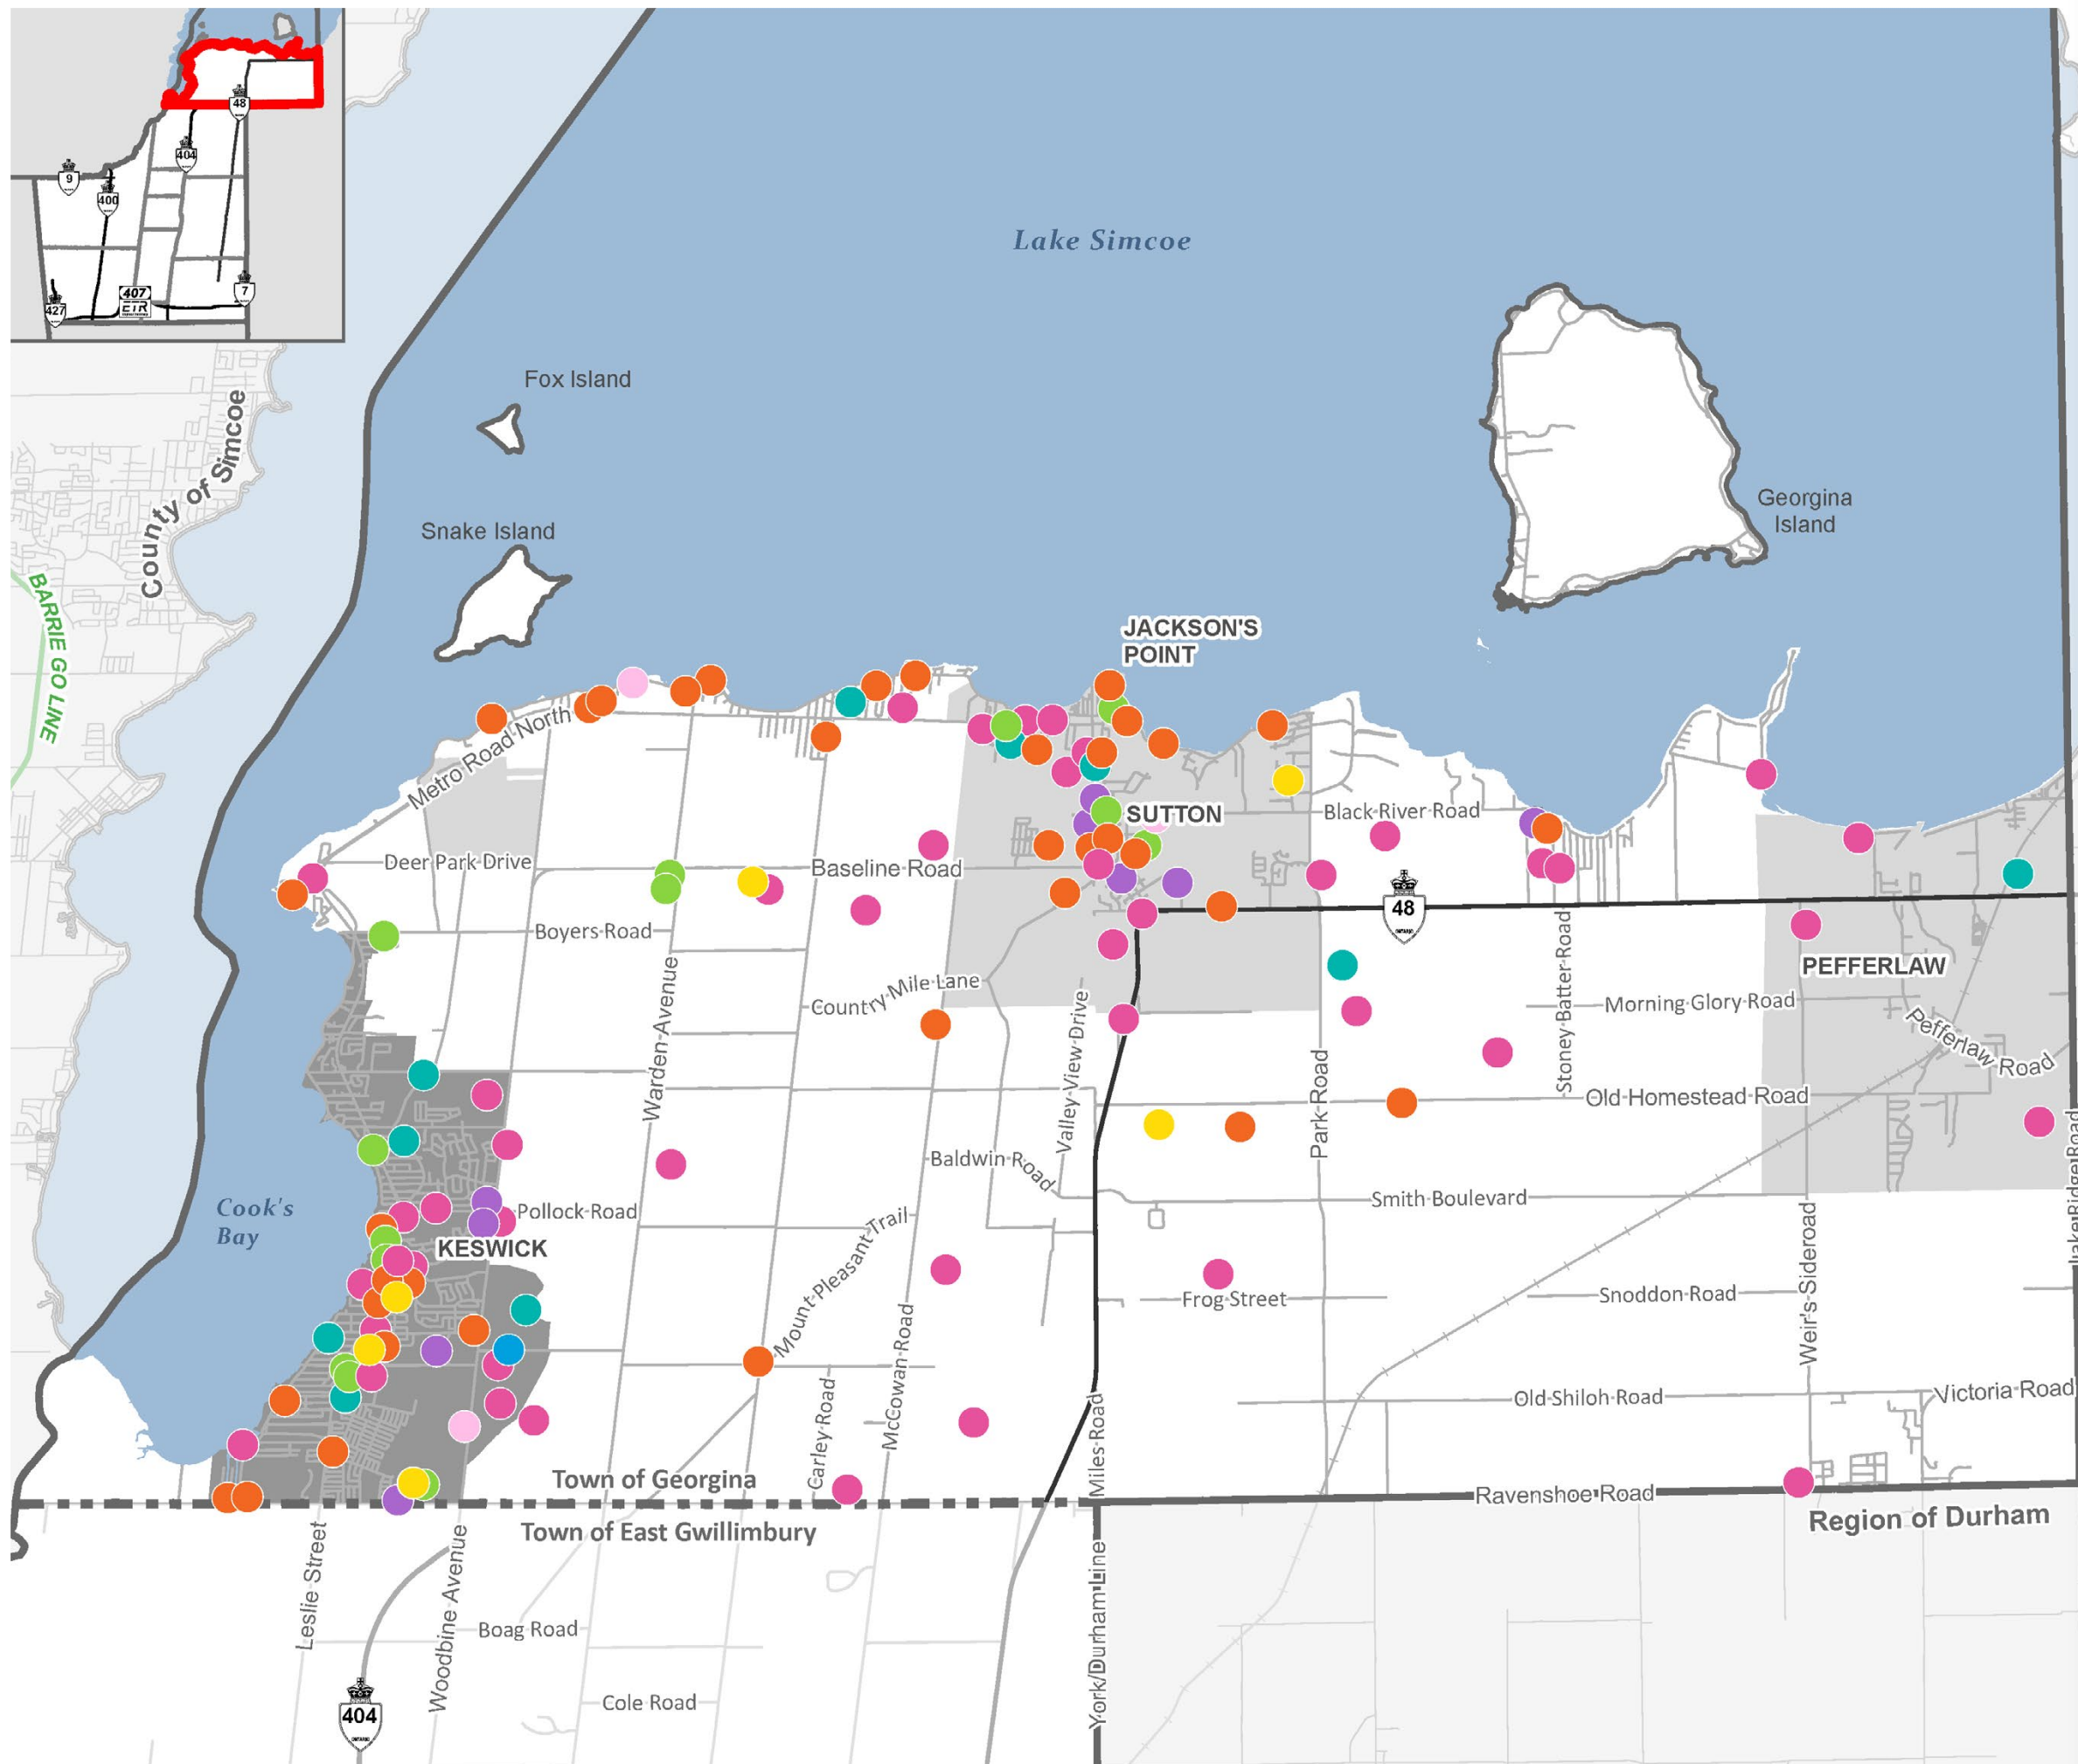 48
404
9
400
407
ETR
427
7
Lake Simcoe
Fox Island
County of Simcoe
Georgina
Island
Snake Island
BARRIE GO LINE
JACKSON'S
POINT
Metro Road North
SUTTON
Black River Road
Deer Park Drive
Baseline Road
48
ONTARIO
Boyers Road
PEFFERLAW
Country Mile Lane
Morning Glory Road
Stoney Batter Road
Pefferlaw Road
Warden Avenue
Valley View Drive
Park Road
Old Homestead Road
Baldwin Road
Lake Ridge Road
Cook's
Bay
Pollock Road
Smith Boulevard
KESWICK
Mount Pleasant Trail
Frog Street
Snoddon Road
Weir's Sideroad
McCowan Road
Carley Road
Old Shiloh Road
Victoria Road
Miles Road
Town of Georgina
Ravenshoe Road
Town of East Gwillimbury
Region of Durham
Leslie Street
Woodbine Avenue
York/Durham Line
Boag Road
Cole Road
404
ONTARIO